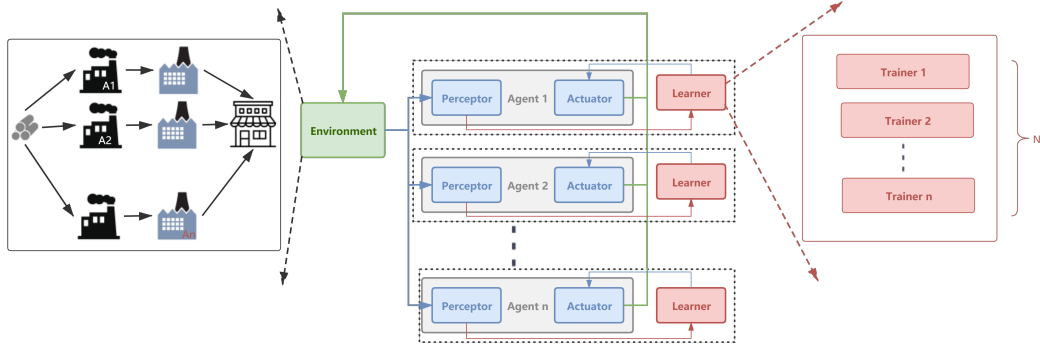 A1
A2
An
Environment
Perceptor Agent 1 Actuator Learner
Perceptor Agent 2 Actuator Learner
Perceptor Agent n Actuator Learner
Trainer 1
Trainer 2
Trainer n
N